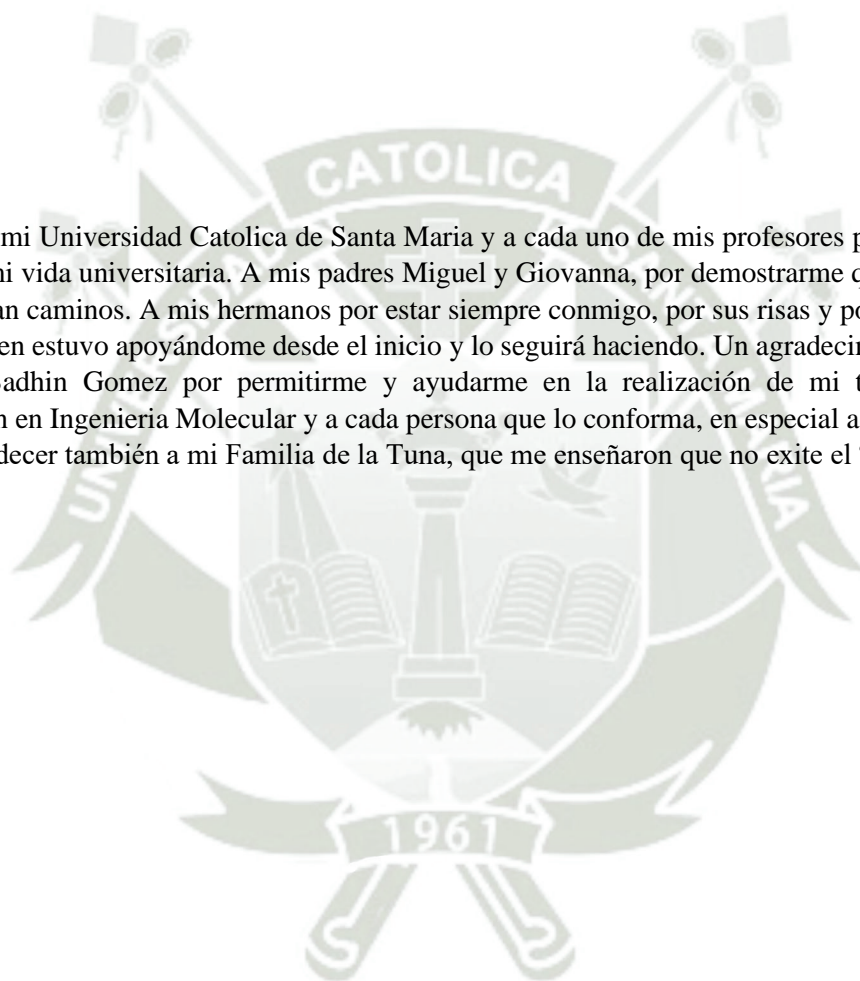 UNIVERSIDAD CATOLICA SANTA MARIA
mi Universidad Catolica de Santa Maria y a cada uno de mis profesores p
vida universitaria. A mis padres Miguel y Giovanna, por demostrarme
an caminos. A mis hermanos por estar siempre conmigo, por sus risas y po
en estuvo apoyándome desde el inicio y lo seguirá haciendo. Un
Gomez por permitirme y ayudarme en la realización de mi t
en Ingenieria Molecular y a cada persona que lo conforma, en especial a
decer también a mi Familia de la Tuna, que me enseñaron que no exite el
1961